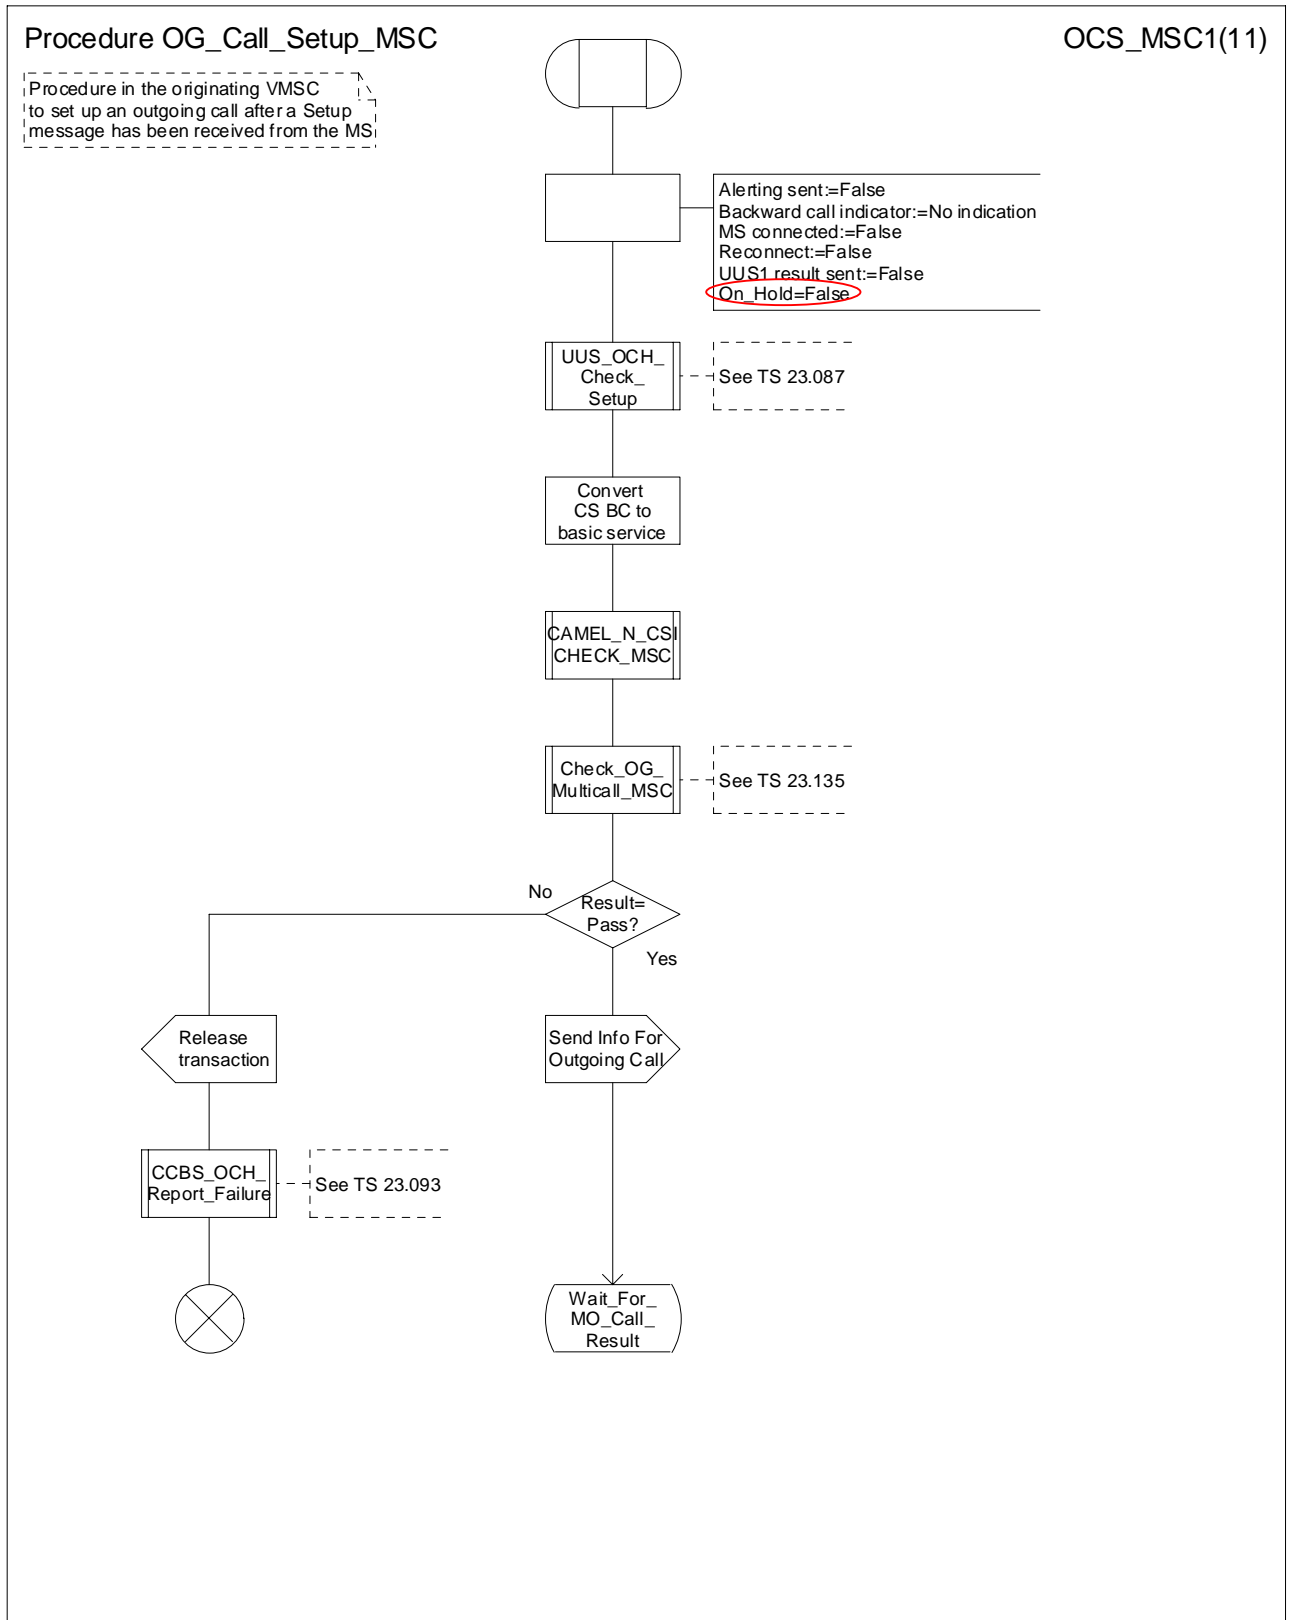 Procedure OG_Call_Setup_MSC
OCS_MSC1(11)
Procedure in the originating VMSC
to set up an outgoing call after a Setup
message has been received from the MS
Alerting sent:=False
Backward call indicator:=No indication
MS connected:=False
Reconnect:=False
UUS1 result sent:=False
On_Hold=False
UUS_OCH_
Check_
Setup
See TS 23.087
Convert
CS BC to
basic service
CAMEL_N_CSI
CHECK_MSC
Check_OG_
Multicall_MSC
See TS 23.135
No
Result=
Pass?
Yes
Release
transaction
Send Info For
Outgoing Call
CCBS_OCH_
Report_Failure
See TS 23.093
Wait_For_
MO_Call_
Result